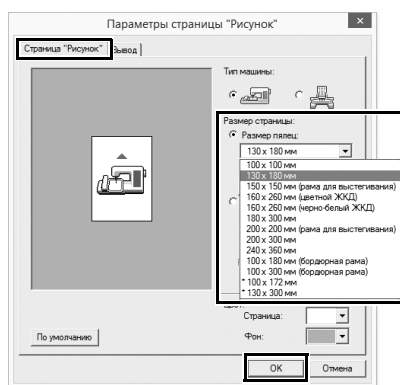 Параметры страницы "Рисунок"
Страница "Рисунок"
Вывод
Тип машины:
Размер страницы:
Размер пялец:
130 x 180 мм
100 x 100 мм
130 x 180 мм
150 x 150 мм (рама для выстегивания)
160 x 260 мм (цветной ЖКД)
160 x 260 мм (черно-белый ЖКД)
180 x 300 мм
200 x 200 мм (рама для выстегивания)
200 x 300 мм
240 x 360 мм
100 x 180 мм (бордюрная рама)
100 x 300 мм (бордюрная рама)
* 100 x 172 мм
* 130 x 300 мм
Страница:
По умолчанию
Фон:
OK
Отмена